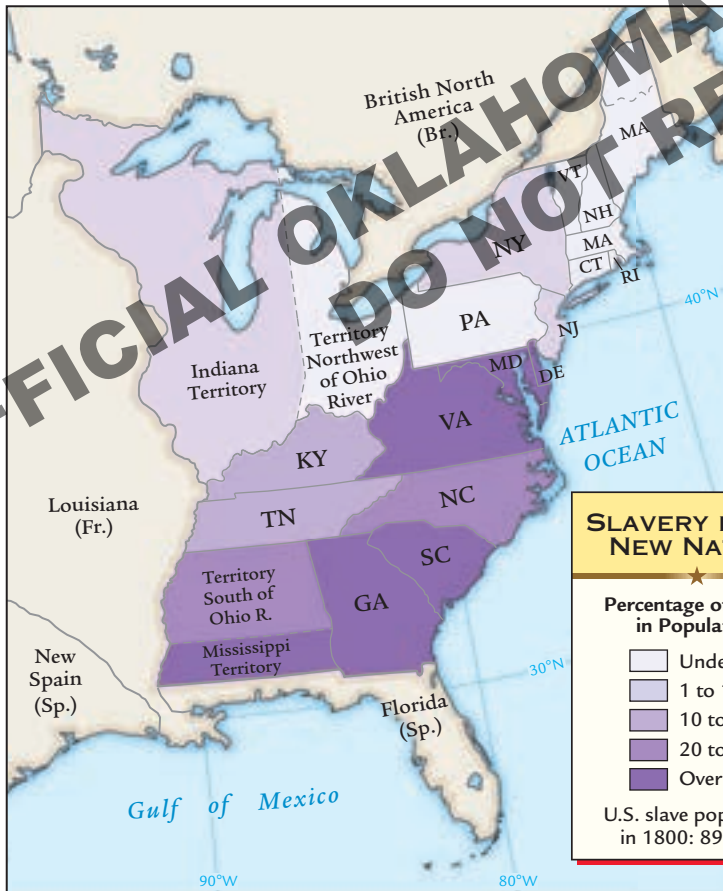 OFFICIAL OKLAHOMA
DO NOT RE
British North
America
(Br.)
MA
VT
NH
NY
MA
CT
RI
40°N
PA
NJ
Territory
Northwest
of Ohio
River
Indiana
Territory
MD
DE
VA
ATLANTIC
OCEAN
KY
Louisiana
(Fr.)
NC
TN
SC
Territory
South of
Ohio R.
GA
Mississippi
Territory
New
Spain
(Sp.)
30°N
Florida
(Sp.)
Gulf of Mexico
90°W
80°W
SLAVERY
NEW NA
Percentage o
in Popula
Unde
1 to
10 to
20 to
Over
U.S. slave pop
in 1800: 89